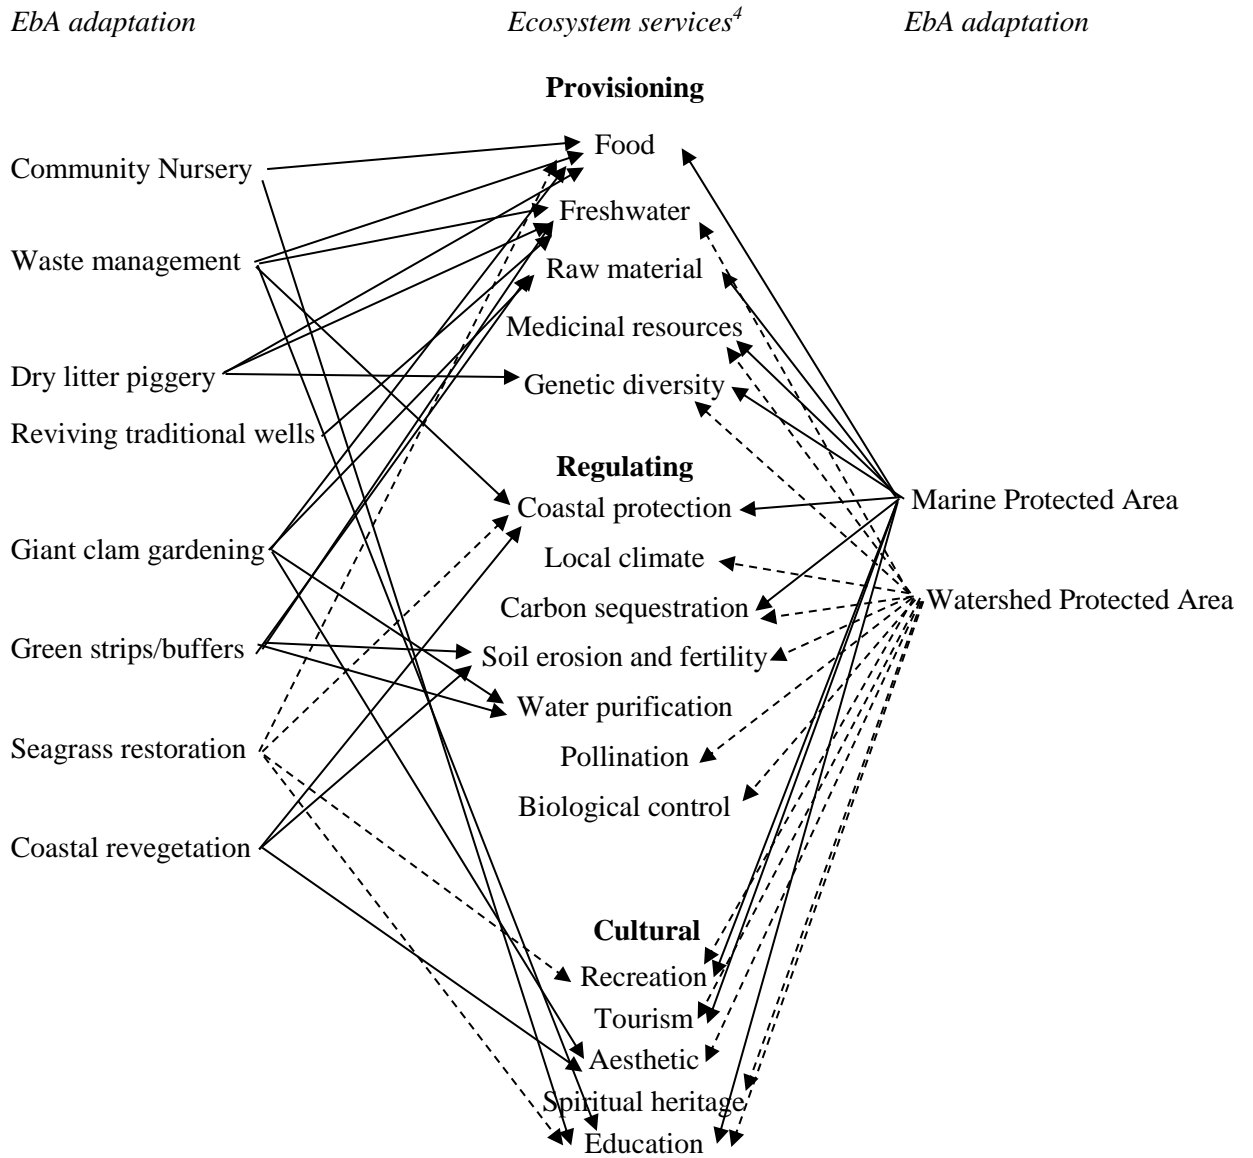 EbA adaptation
Ecosystem services4
EbA adaptation
Provisioning
Food
Community Nursery
Freshwater
Waste management
Raw material
Medicinal resources
Dry litter piggery
Genetic diversity
Reviving traditional wells
Regulating
Coastal protection
Marine Protected Area
Giant clam gardening
Local climate
Carbon sequestration
Watershed Protected Area
Green strips/buffers
Soil erosion and fertility
Water purification
Seagrass restoration
Pollination
Biological control
Coastal revegetation
Cultural
Recreation
Tourism
Aesthetic
Spiritual heritage
Education